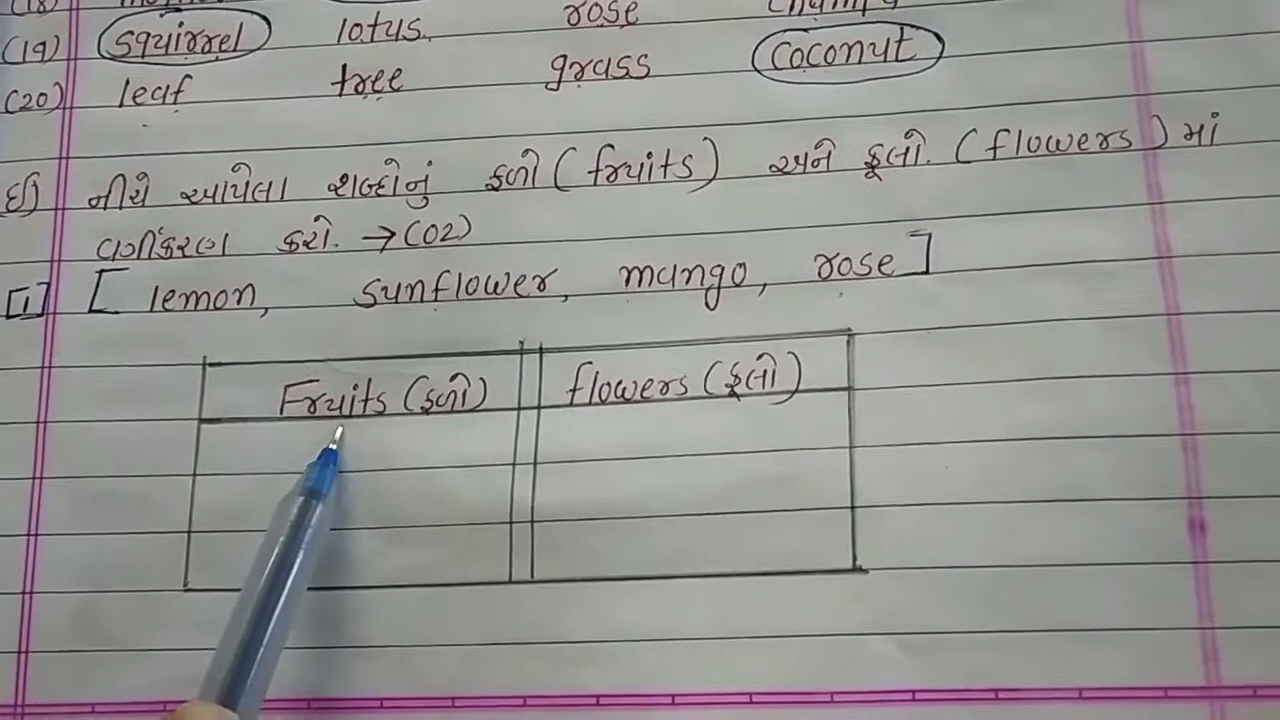 (18)
(19) squirrel lotus. rose
(20) leaf tree grass coconut
ઇ) નીચે આપેલા શબ્દોનું ફળો (fruits) અને ફૂલો. (flowers) માં
વર્ગીકરણ કરો. → (02)
[1] [ lemon, sunflower, mango, rose ]
Fruits (ફળો) flowers (ફૂલો)